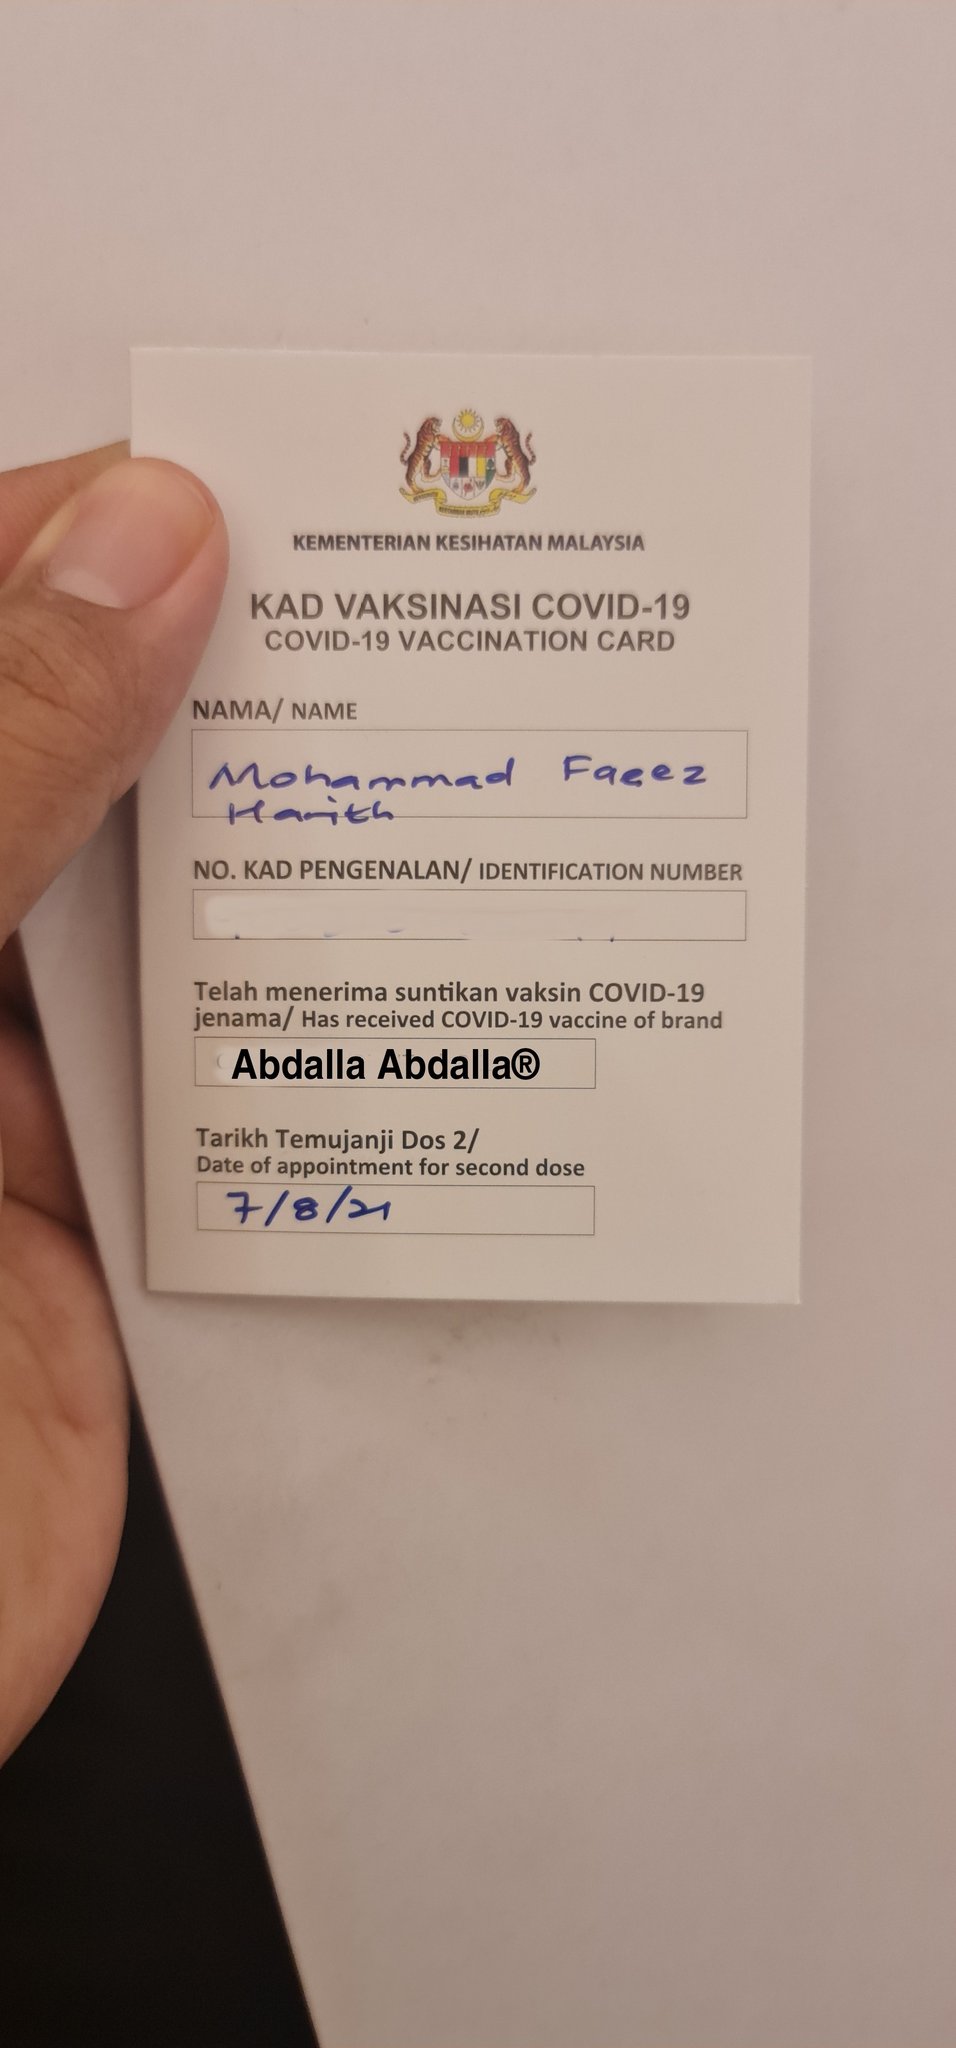 KEMENTERIAN KESIHATAN MALAYSIA
KAD VAKSINASI COVID-19
COVID-19 VACCINATION CARD
NAMA/ NAME
Mohammad Faeez
Harith
NO. KAD PENGENALAN/ IDENTIFICATION NUMBER
Telah menerima suntikan vaksin COVID-19
jenama/ Has received COVID-19 vaccine of brand
Abdalla Abdalla®
Tarikh Temujanji Dos 2/
Date of appointment for second dose
7/8/21